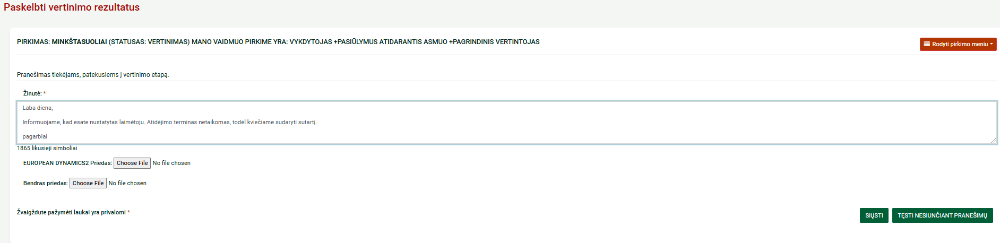 Paskelbti vertinimo rezultatus
PIRKIMAS: MINKŠTASUOLIAI (STATUSAS: VERTINIMAS) MANO VAIDMUO PIRKIME YRA: VYKDYTOJAS +PASIŪLYMUS ATIDARANTIS ASMUO +PAGRINDINIS VERTINTOJAS
Rodyti pirkimo meniu
Pranešimas tiekėjams, patekusiems į vertinimo etapą.
Žinutė: *
Laba diena,
Informuojame, kad esate nustatytas laimėtoju. Atidėjimo terminas netaikomas, todėl kviečiame sudaryti sutartį.
pagarbiai
1865 likusieji simboliai
EUROPEAN DYNAMICS2 Priedas: Choose File No file chosen
Bendras priedas: Choose File No file chosen
Žvaigždute pažymėti laukai yra privalomi *
SIŲSTI TĘSTI NESIUNČIANT PRANEŠIMŲ